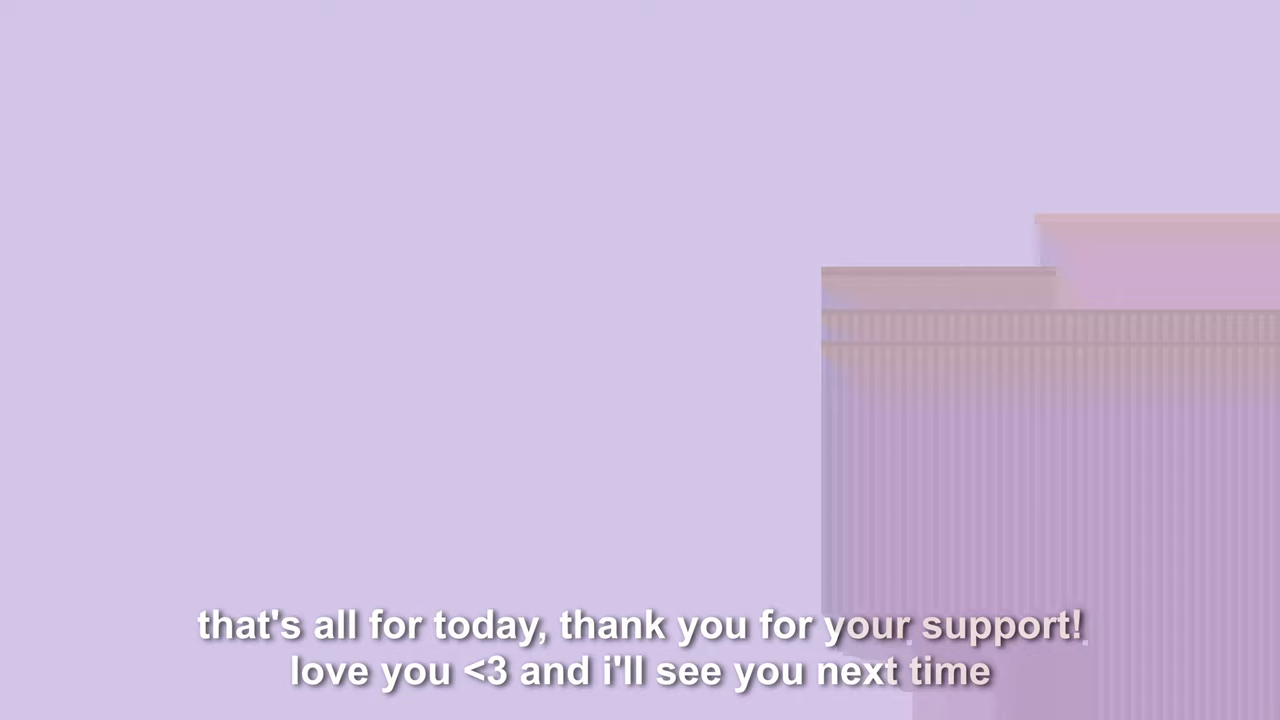 that's all for today, thank you for your support!
love you <3 and i'll see you next time